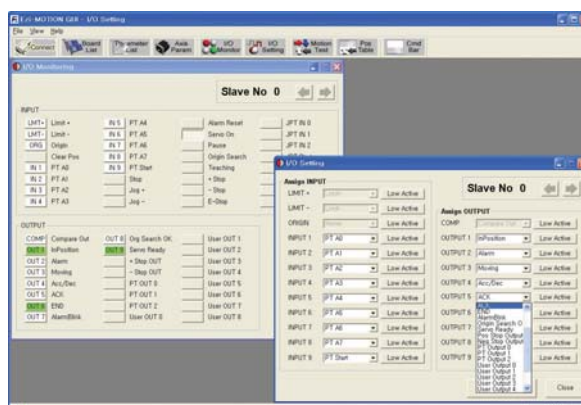 Ezi-MOTION GUI - I/O Setting
File View Help
Connect
Board List
Parameter List
Axis Param
I/O Monitor
I/O Setting
Motion Test
Pos Table
Cmd Bar
I/O Monitoring
Slave No 0
INPUT
LMT+ Limit + IN 5 PT A4 Alarm Reset JPT IN 0
LMT- Limit - IN 6 PT A5 Servo On JPT IN 1
ORG Origin IN 7 PT A6 Pause JPT IN 2
Clear Pos IN 8 PT A7 Origin Search
IN 1 PT A0 IN 9 PT Start Teaching
IN 2 PT A1 Stop + Stop
IN 3 PT A2 Jog + - Stop
IN 4 PT A3 Jog - E-Stop
OUTPUT
COMP Compare Out OUT 8 Org Search OK User OUT 1
OUT 1 InPosition OUT 9 Servo Ready User OUT 2
OUT 2 Alarm + Stop OUT User OUT 3
OUT 3 Moving - Stop OUT User OUT 4
OUT 4 Acc/Dec PT OUT 0 User OUT 5
OUT 5 ACK PT OUT 1 User OUT 6
OUT 6 END PT OUT 2 User OUT 7
OUT 7 AlarmBlink User OUT 0 User OUT 8
I/O Setting
Slave No 0
Assign INPUT
LIMIT + Low Active
LIMIT - Low Active
ORIGIN Low Active
INPUT 1 PT A0 Low Active
INPUT 2 PT A1 Low Active
INPUT 3 PT A2 Low Active
INPUT 4 PT A3 Low Active
INPUT 5 PT A4 Low Active
INPUT 6 PT A5 Low Active
INPUT 7 PT A6 Low Active
INPUT 8 PT A7 Low Active
INPUT 9 PT Start Low Active
Assign OUTPUT
COMP Compare Out Low Active
OUTPUT 1 InPosition Low Active
OUTPUT 2 Alarm Low Active
OUTPUT 3 Moving Low Active
OUTPUT 4 Acc/Dec Low Active
OUTPUT 5 ACK Low Active
OUTPUT 6 Low Active
OUTPUT 7 Low Active
OUTPUT 8 Low Active
OUTPUT 9 Low Active
ACK
END
AlarmBlink
Origin Search O
Servo Ready
Pos Stop Output
Neg Stop Output
PT Output 0
PT Output 1
PT Output 2
User Output 0
User Output 1
User Output 2
User Output 3
User Output 4
Close